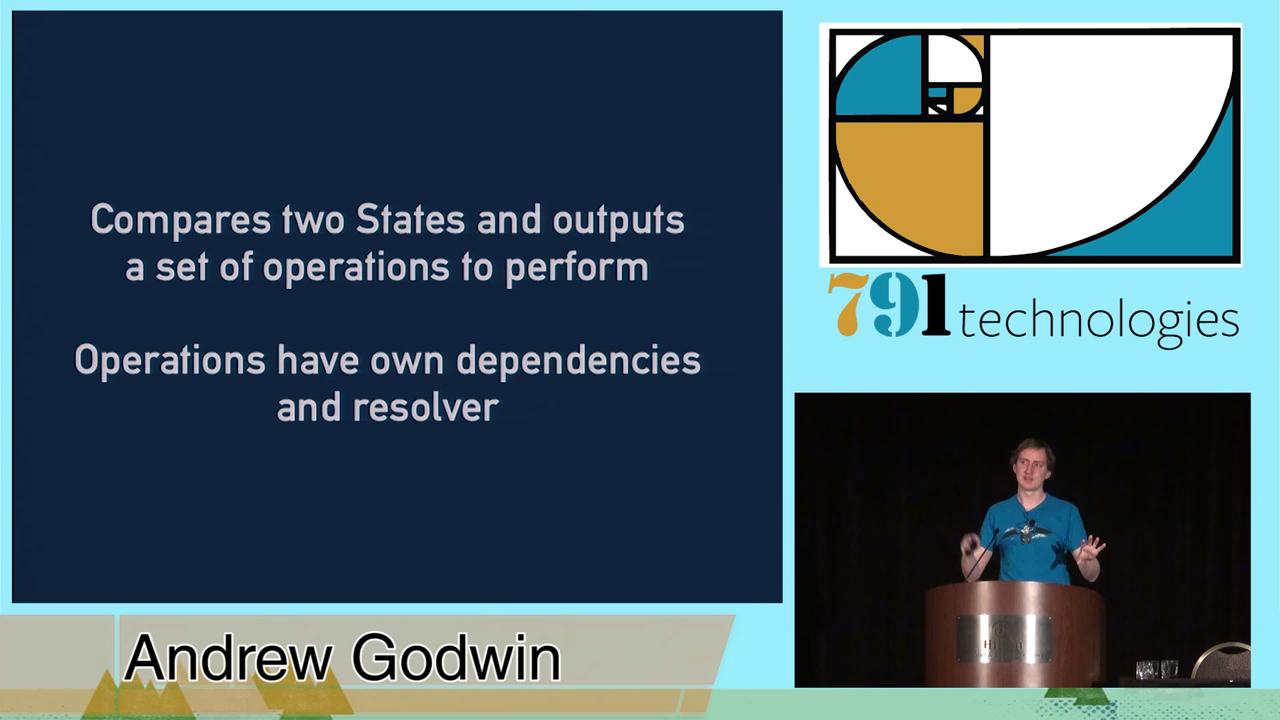 Compares two States and outputs
a set of operations to perform
Operations have own dependencies
and resolver
791 technologies
Andrew Godwin